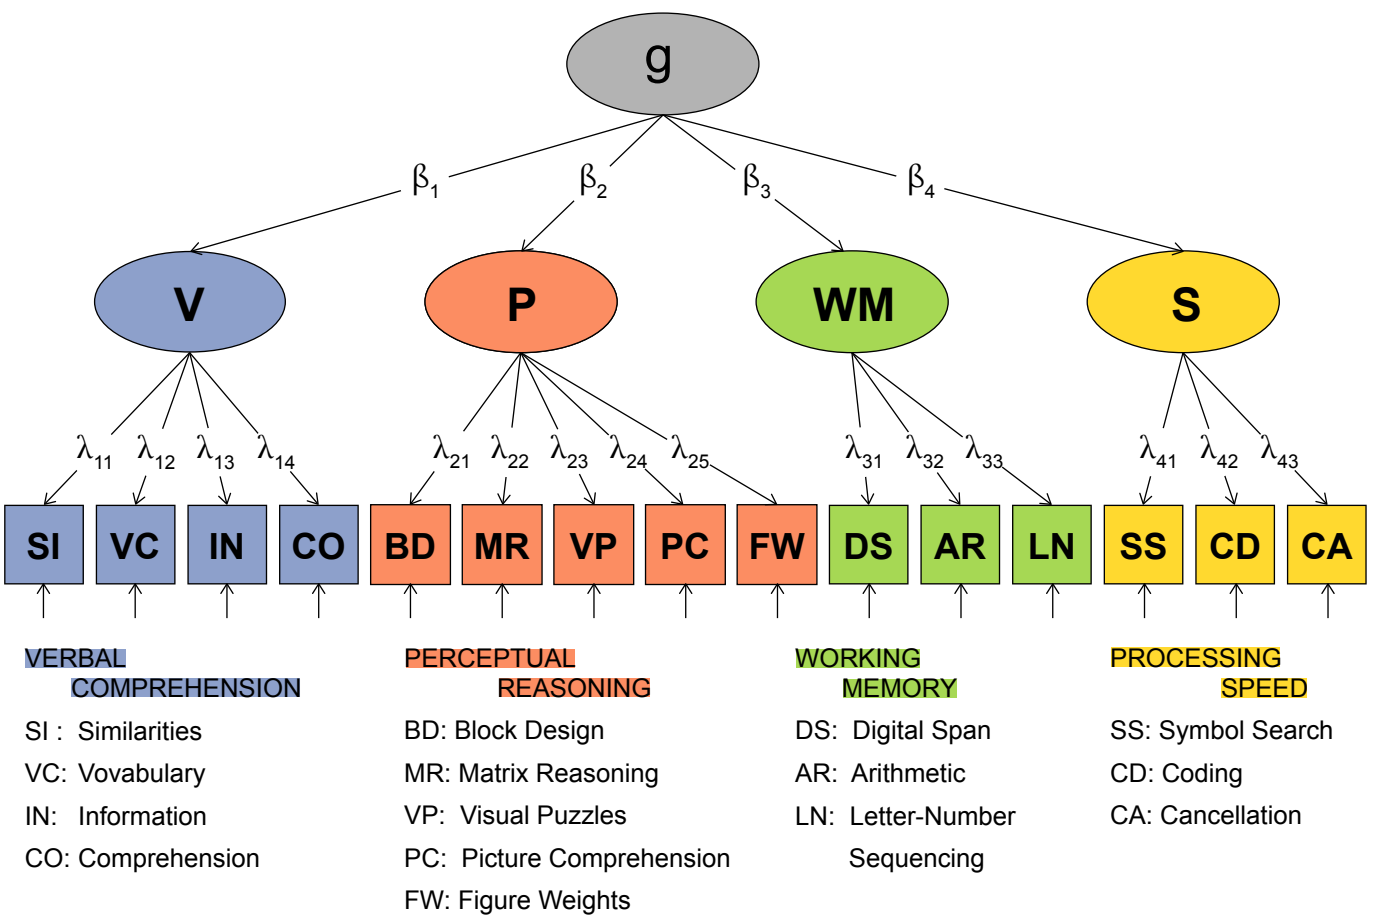 g
β1 β2 β3 β4
V P WM S
λ11 λ12 λ13 λ14 λ21 λ22 λ23 λ24 λ25 λ31 λ32 λ33 λ41 λ42 λ43
SI VC IN CO BD MR VP PC FW DS AR LN SS CD CA
VERBAL
COMPREHENSION
SI : Similarities
VC: Vovabulary
IN: Information
CO: Comprehension
PERCEPTUAL
REASONING
BD: Block Design
MR: Matrix Reasoning
VP: Visual Puzzles
PC: Picture Comprehension
FW: Figure Weights
WORKING
MEMORY
DS: Digital Span
AR: Arithmetic
LN: Letter-Number
Sequencing
PROCESSING
SPEED
SS: Symbol Search
CD: Coding
CA: Cancellation